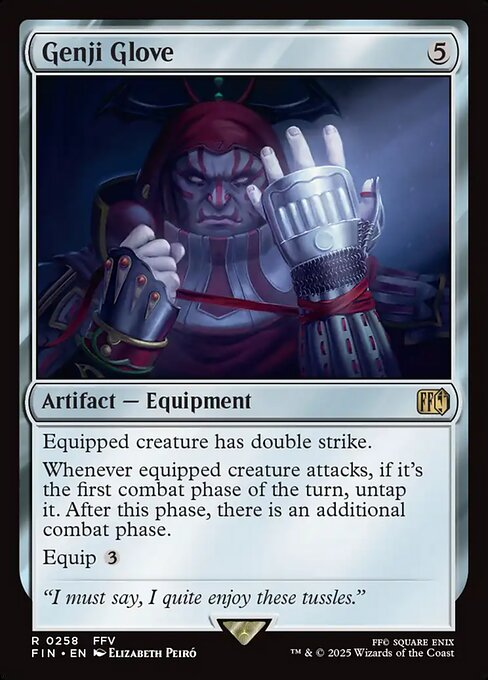 Genji Glove 5
Artifact — Equipment
Equipped creature has double strike.
Whenever equipped creature attacks, if it's
the first combat phase of the turn, untap
it. After this phase, there is an additional
combat phase.
Equip 3
"I must say, I quite enjoy these tussles."
R 0258 FFV
FIN • EN Elizabeth Peiró
FF© SQUARE ENIX
™ & © 2025 Wizards of the Coast